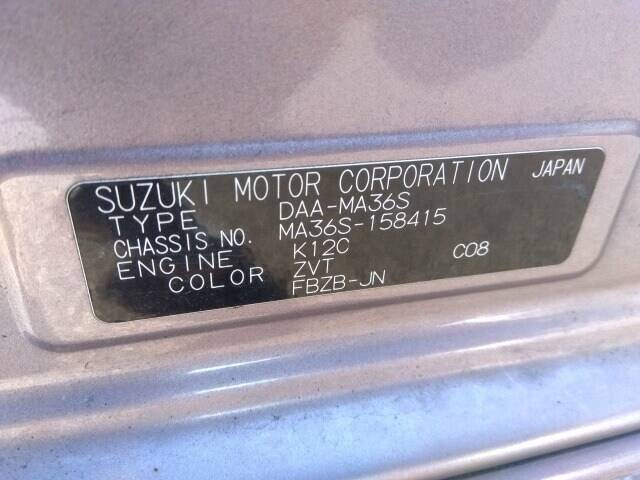 SUZUKI MOTOR CORPORATION JAPAN
TYPE DAA-MA36S
CHASSIS NO. MA36S-158415
ENGINE K12C C08
COLOR ZVT
FBZB-JN